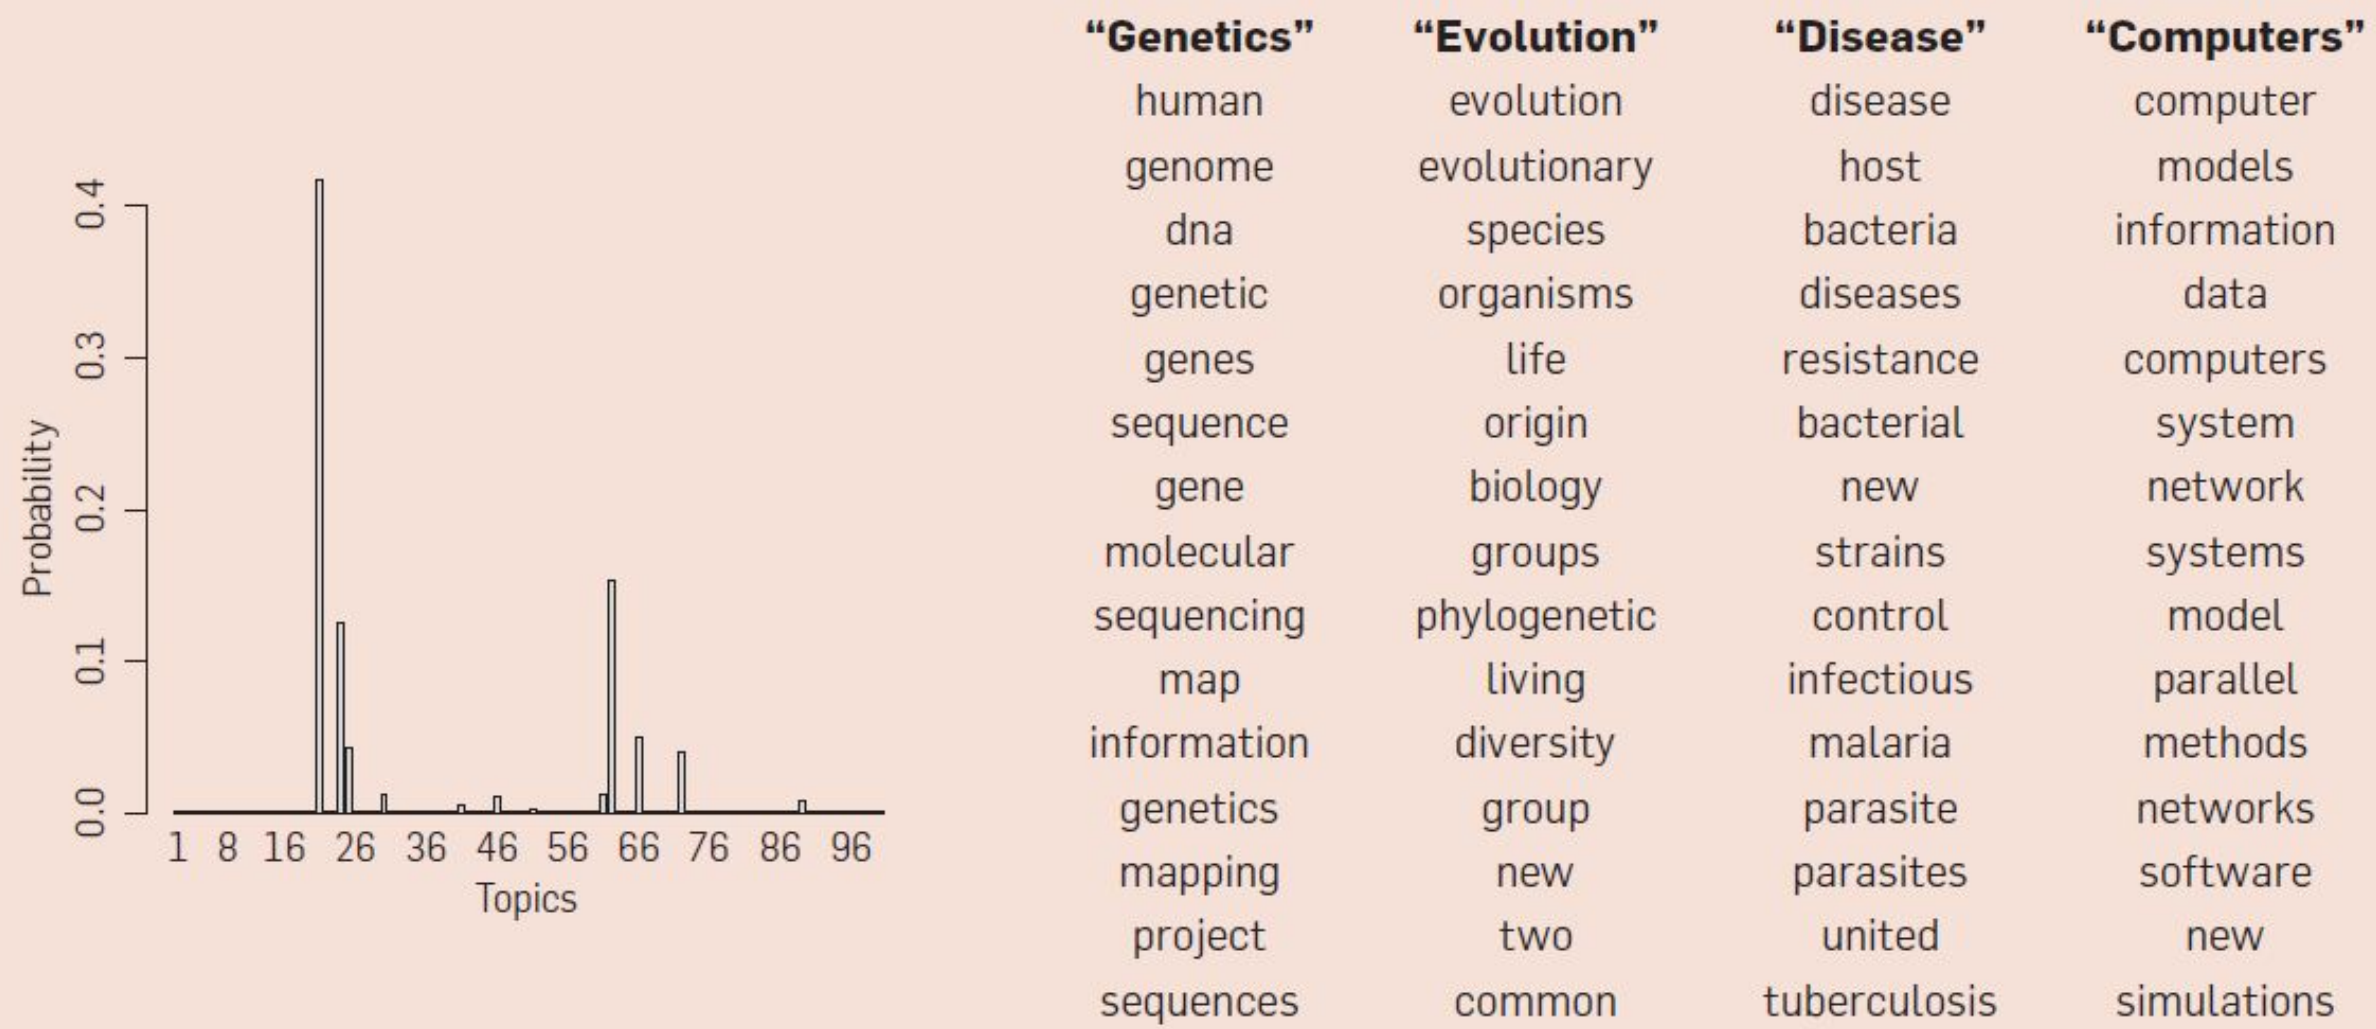 “Genetics” “Evolution” “Disease” “Computers”
human evolution disease computer
genome evolutionary host models
dna species bacteria information
genetic organisms diseases data
genes life resistance computers
sequence origin bacterial system
gene biology new network
molecular groups strains systems
sequencing phylogenetic control model
map living infectious parallel
information diversity malaria methods
genetics group parasite networks
mapping new parasites software
project two united new
sequences common tuberculosis simulations
Probability
0.4
0.3
0.2
0.1
0.0
1 8 16 26 36 46 56 66 76 86 96
Topics